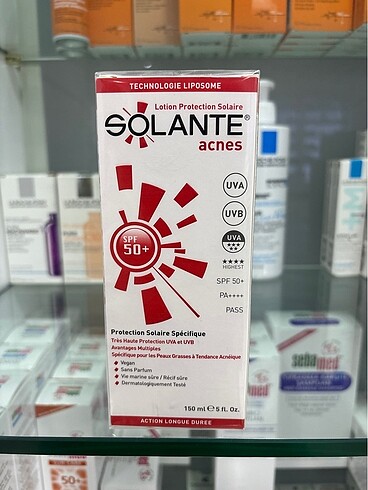 TECHNOLOGIE LIPOSOME
Lotion Protection Solaire
SOLANTE®
acnes
UVA
UVB
UVA
★★★
★★★★
HIGHEST
SPF 50+
PA++++
PASS
SPF
50+
Protection Solaire Spécifique
Très Haute Protection UVA et UVB
Avantages Multiples
Spécifique pour les Peaux Grasses à Tendance Acnéique
• Vegan
• Sans Parfum
• Vie marine sûre / Récif sûre
• Dermatologiquement Testé
150 ml ℮ 5 fl. Oz.
ACTION LONGUE DURÉE
sebamed
50+